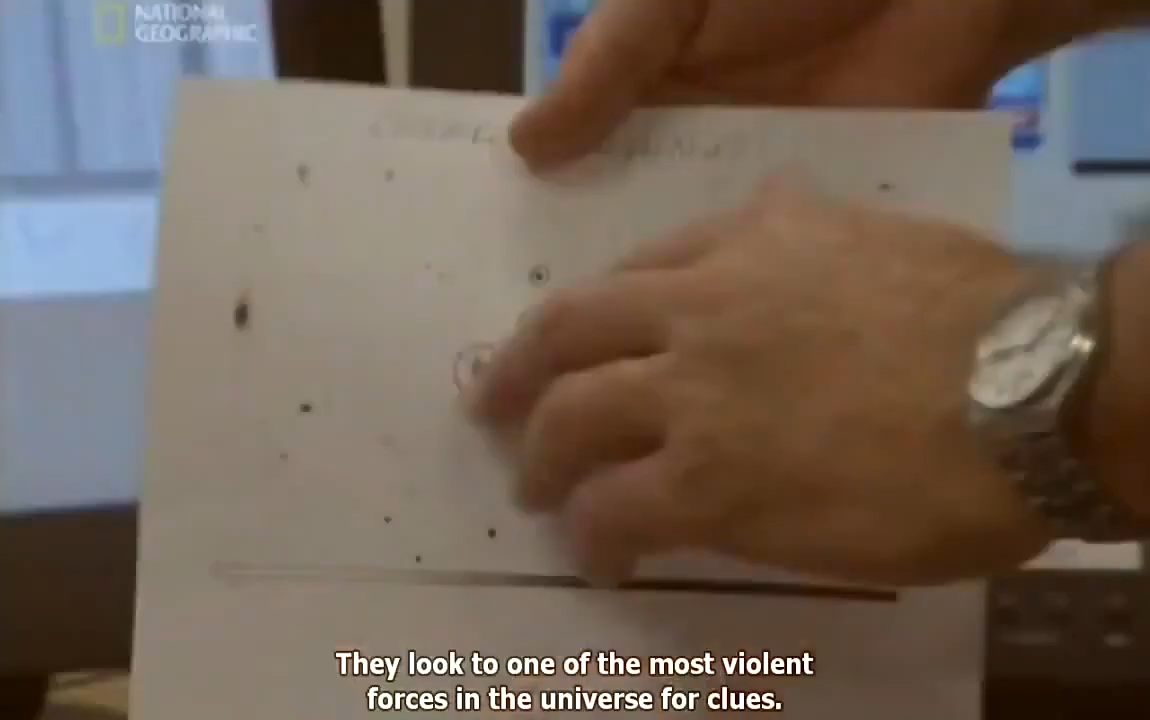 NATIONAL
GEOGRAPHIC
They look to one of the most violent
forces in the universe for clues.